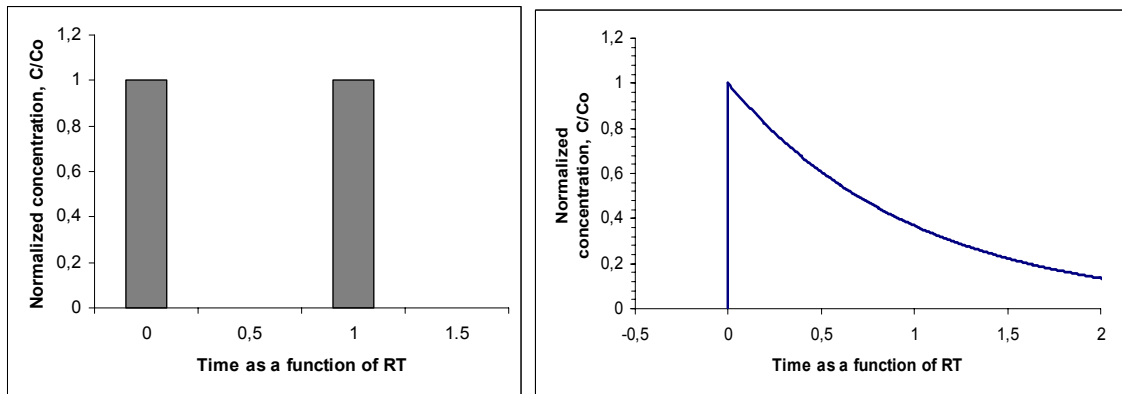 Normalized concentration, C/Co
1,2
1
0,8
0,6
0,4
0,2
0
0 0,5 1 1.5
Time as a function of RT
Normalized
concentration, C/Co
1,2
1
0,8
0,6
0,4
0,2
0
-0,5 0 0,5 1 1,5 2
Time as a function of RT